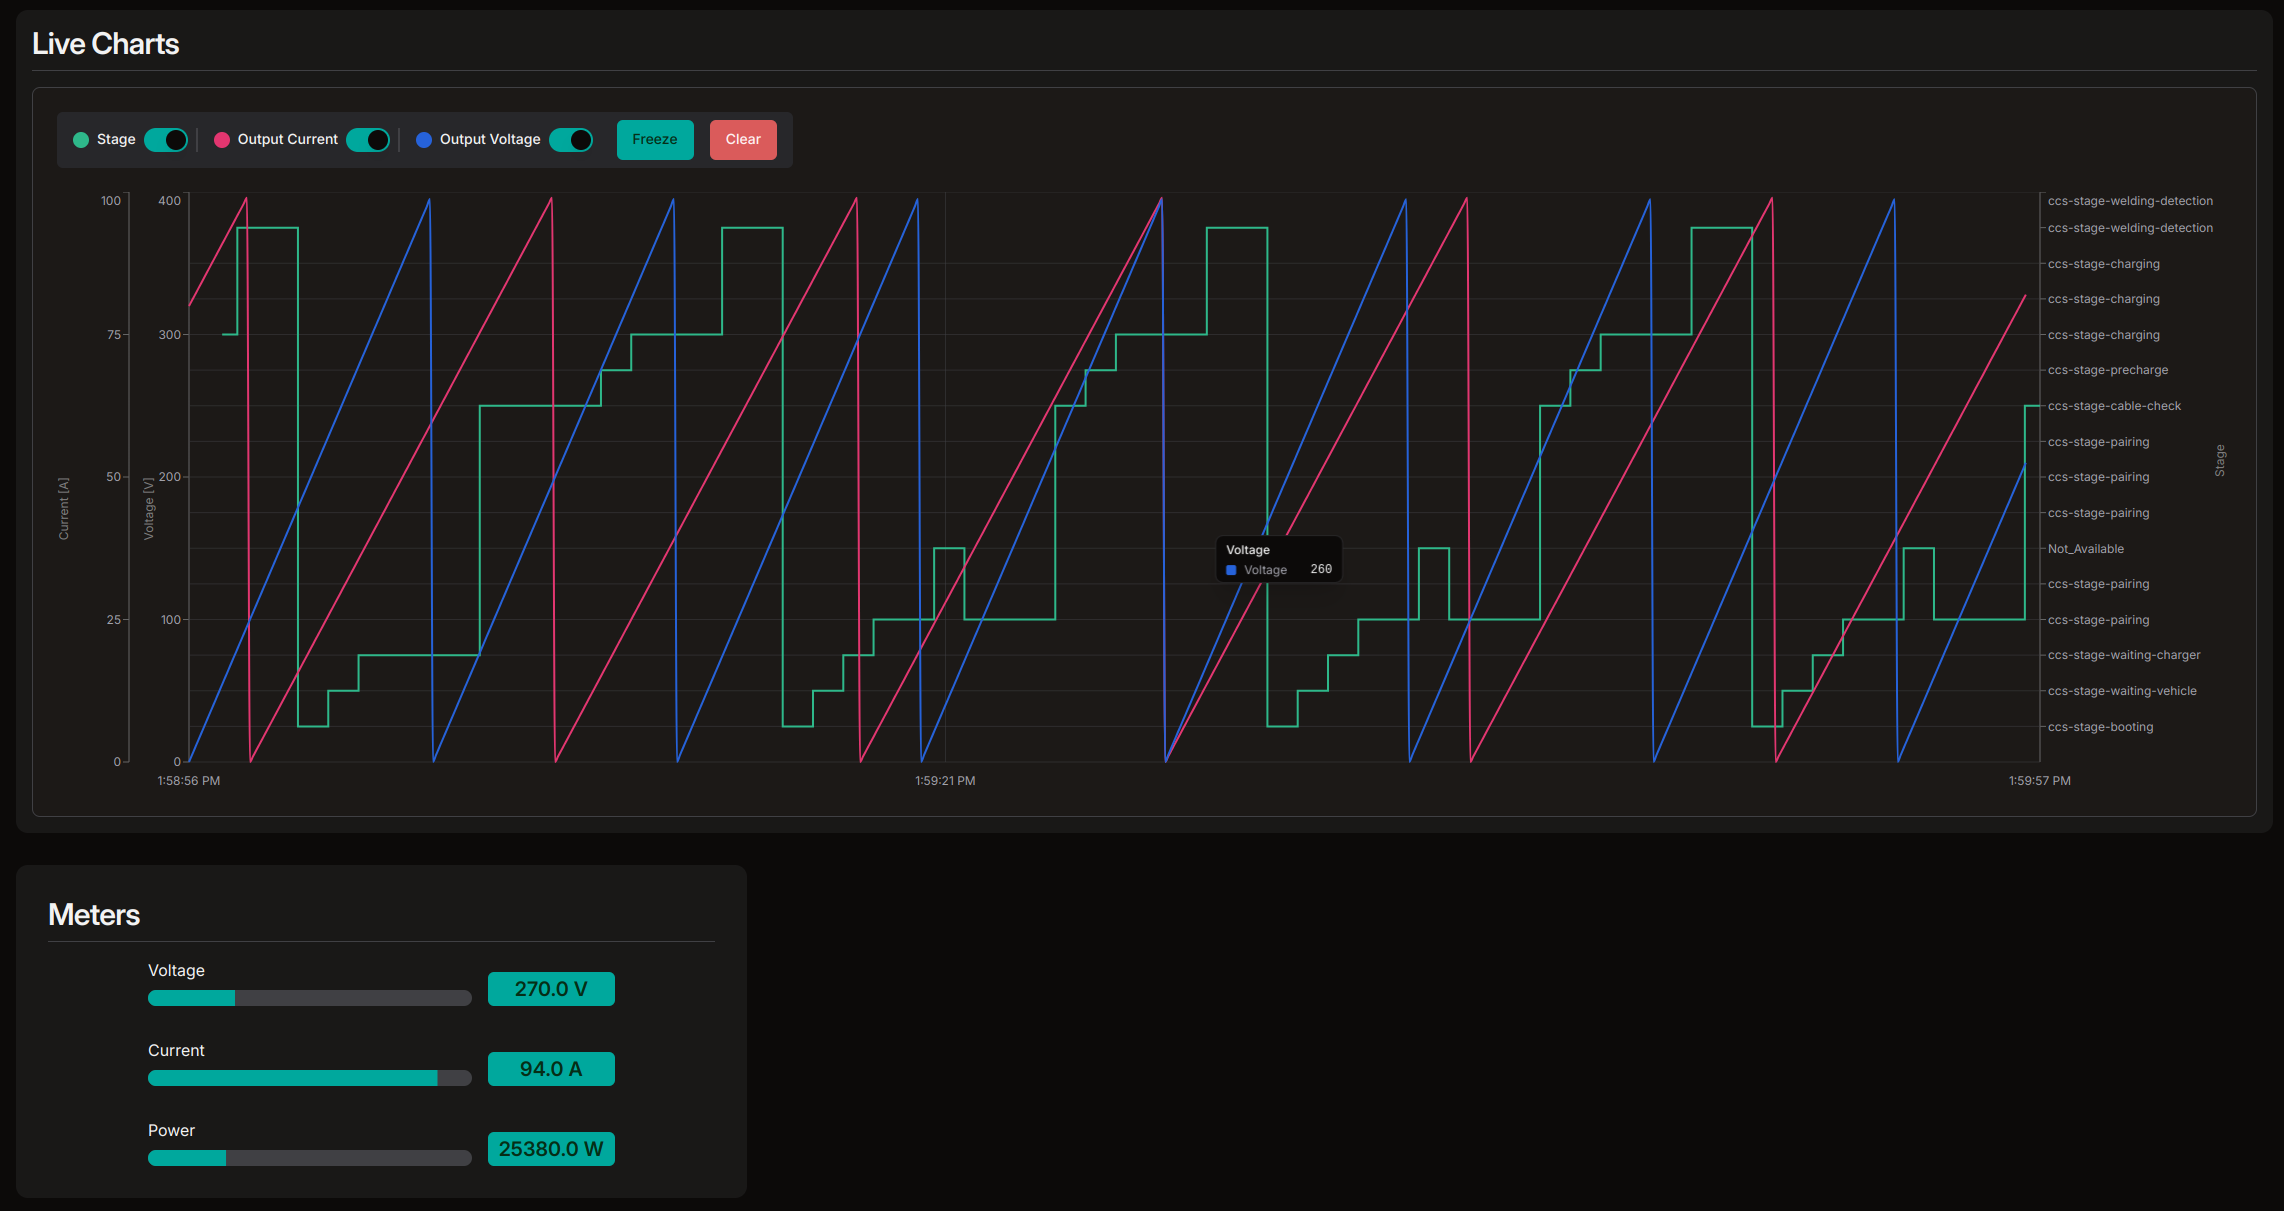 Live Charts
Stage Output Current Output Voltage Freeze Clear
100 400 ccs-stage-welding-detection
ccs-stage-welding-detection
ccs-stage-charging
ccs-stage-charging
75 300 ccs-stage-charging
ccs-stage-precharge
ccs-stage-cable-check
ccs-stage-pairing
50 200 ccs-stage-pairing
ccs-stage-pairing
Not_Available
ccs-stage-pairing
25 100 ccs-stage-pairing
ccs-stage-waiting-charger
ccs-stage-waiting-vehicle
ccs-stage-booting
0 0
Current [A]
Voltage [V]
Stage
Voltage
Voltage 260
1:58:56 PM 1:59:21 PM 1:59:57 PM
Meters
Voltage
270.0 V
Current
94.0 A
Power
25380.0 W